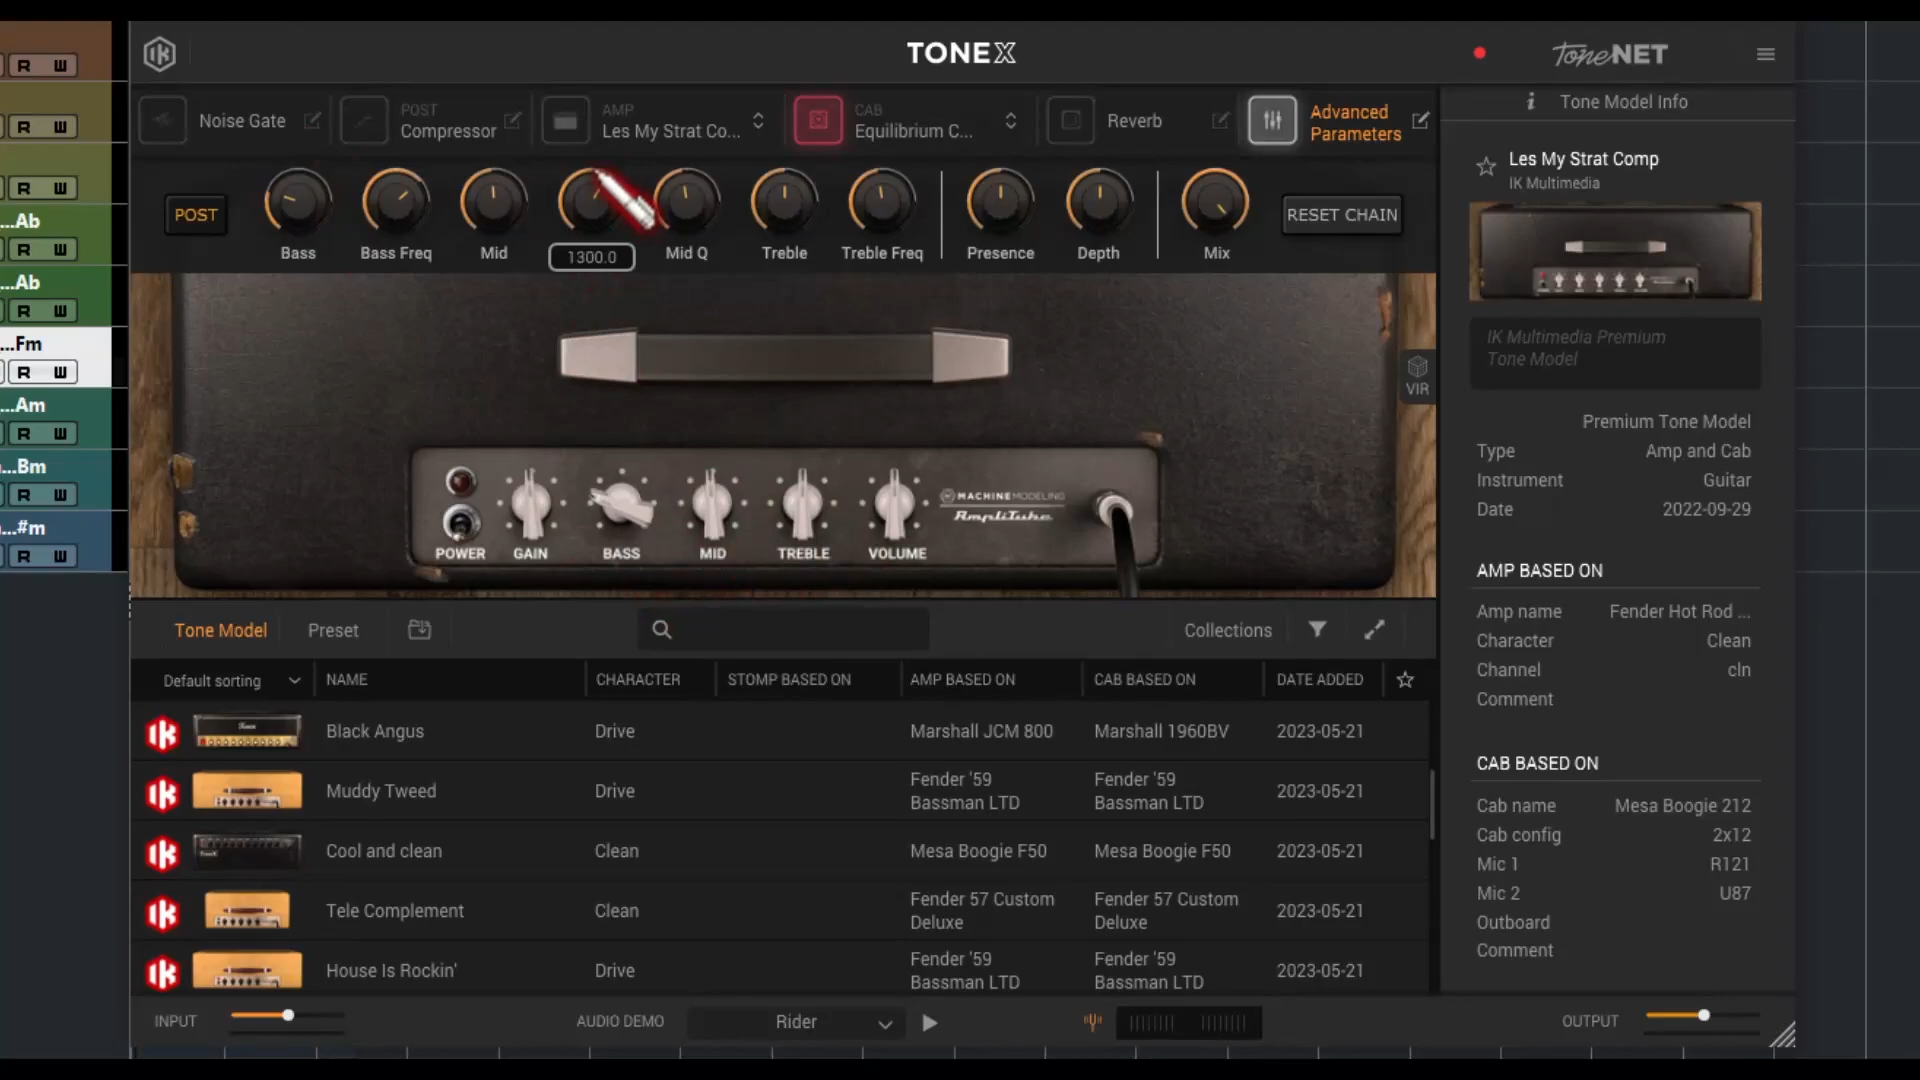 R W
R W
R W
...Ab
R W
...Ab
R W
...Fm
R W
...Am
R W
...Bm
R W
...#m
R W
IK
TONEX
ToneNET
Noise Gate
POST
Compressor
AMP
Les My Strat Co...
CAB
Equilibrium C...
Reverb
Advanced
Parameters
POST
Bass
Bass Freq
Mid
1300.0
Mid Q
Treble
Treble Freq
Presence
Depth
Mix
RESET CHAIN
VIR
MACHINE MODELING
AmpliTube
POWER GAIN BASS MID TREBLE VOLUME
Tone Model
Preset
Collections
Default sorting NAME CHARACTER STOMP BASED ON AMP BASED ON CAB BASED ON DATE ADDED
Black Angus Drive Marshall JCM 800 Marshall 1960BV 2023-05-21
Muddy Tweed Drive Fender '59 Bassman LTD Fender '59 Bassman LTD 2023-05-21
Cool and clean Clean Mesa Boogie F50 Mesa Boogie F50 2023-05-21
Tele Complement Clean Fender 57 Custom Deluxe Fender 57 Custom Deluxe 2023-05-21
House Is Rockin' Drive Fender '59 Bassman LTD Fender '59 Bassman LTD 2023-05-21
INPUT
AUDIO DEMO
Rider
OUTPUT
i Tone Model Info
Les My Strat Comp
IK Multimedia
IK Multimedia Premium
Tone Model
Premium Tone Model
Type Amp and Cab
Instrument Guitar
Date 2022-09-29
AMP BASED ON
Amp name Fender Hot Rod ...
Character Clean
Channel cln
Comment
CAB BASED ON
Cab name Mesa Boogie 212
Cab config 2x12
Mic 1 R121
Mic 2 U87
Outboard
Comment